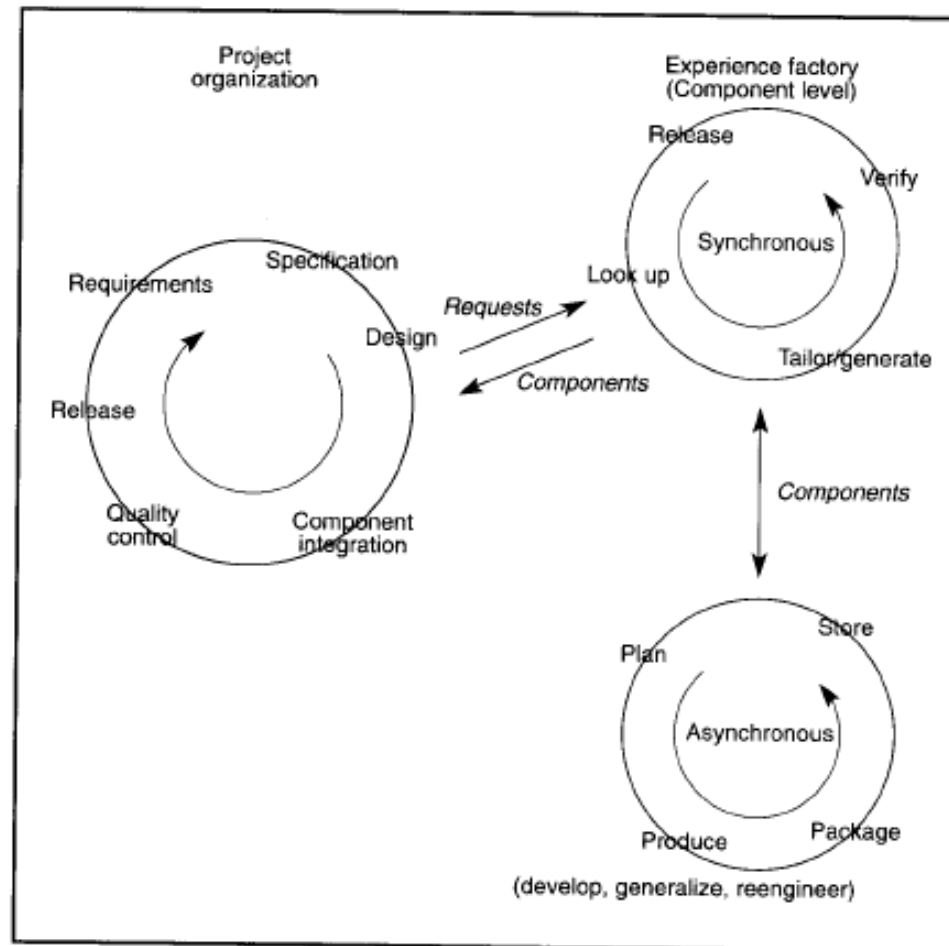 Project
organization
Experience factory
(Component level)
Release
Verify
Synchronous
Look up
Tailor/generate
Specification
Requirements
Design
Release
Quality
control
Component
integration
Requests
Components
Components
Store
Plan
Asynchronous
Produce
Package
(develop, generalize, reengineer)